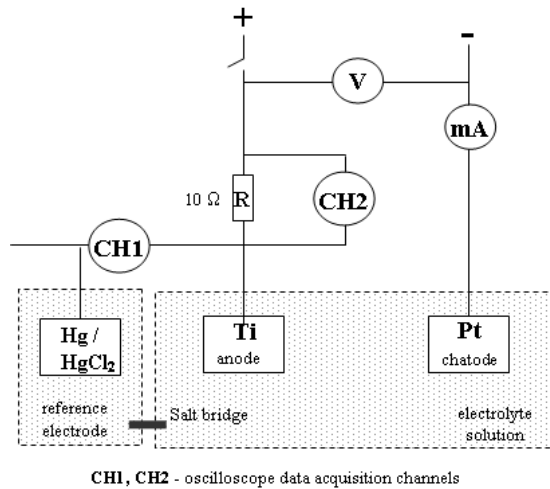 +
-
V
mA
10 Ω
R
CH2
CH1
Hg /
HgCl₂
Ti
anode
Pt
chatode
reference
electrode
Salt bridge
electrolyte
solution
CH1, CH2 - oscilloscope data acquisition channels